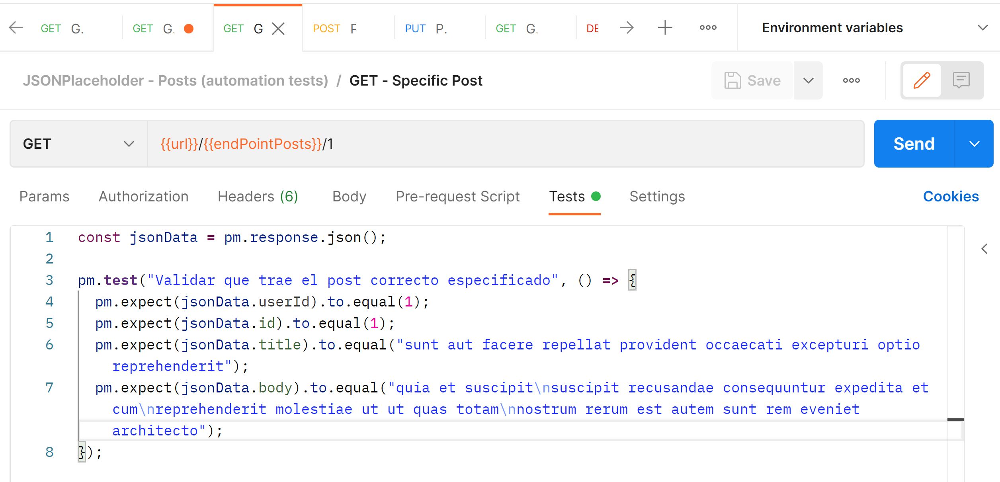 GET G. GET G. GET G POST P PUT P. GET G. DE Environment variables
JSONPlaceholder - Posts (automation tests) / GET - Specific Post Save
GET {{url}}/{{endPointPosts}}/1 Send
Params Authorization Headers (6) Body Pre-request Script Tests Settings Cookies
1 const jsonData = pm.response.json();
2
3 pm.test("Validar que trae el post correcto especificado", () => {
4 pm.expect(jsonData.userId).to.equal(1);
5 pm.expect(jsonData.id).to.equal(1);
6 pm.expect(jsonData.title).to.equal("sunt aut facere repellat provident occaecati excepturi optio
reprehenderit");
7 pm.expect(jsonData.body).to.equal("quia et suscipit\nsuscipit recusandae consequuntur expedita et
cum\nreprehenderit molestiae ut ut quas totam\nnostrum rerum est autem sunt rem eveniet
architecto");
8 });